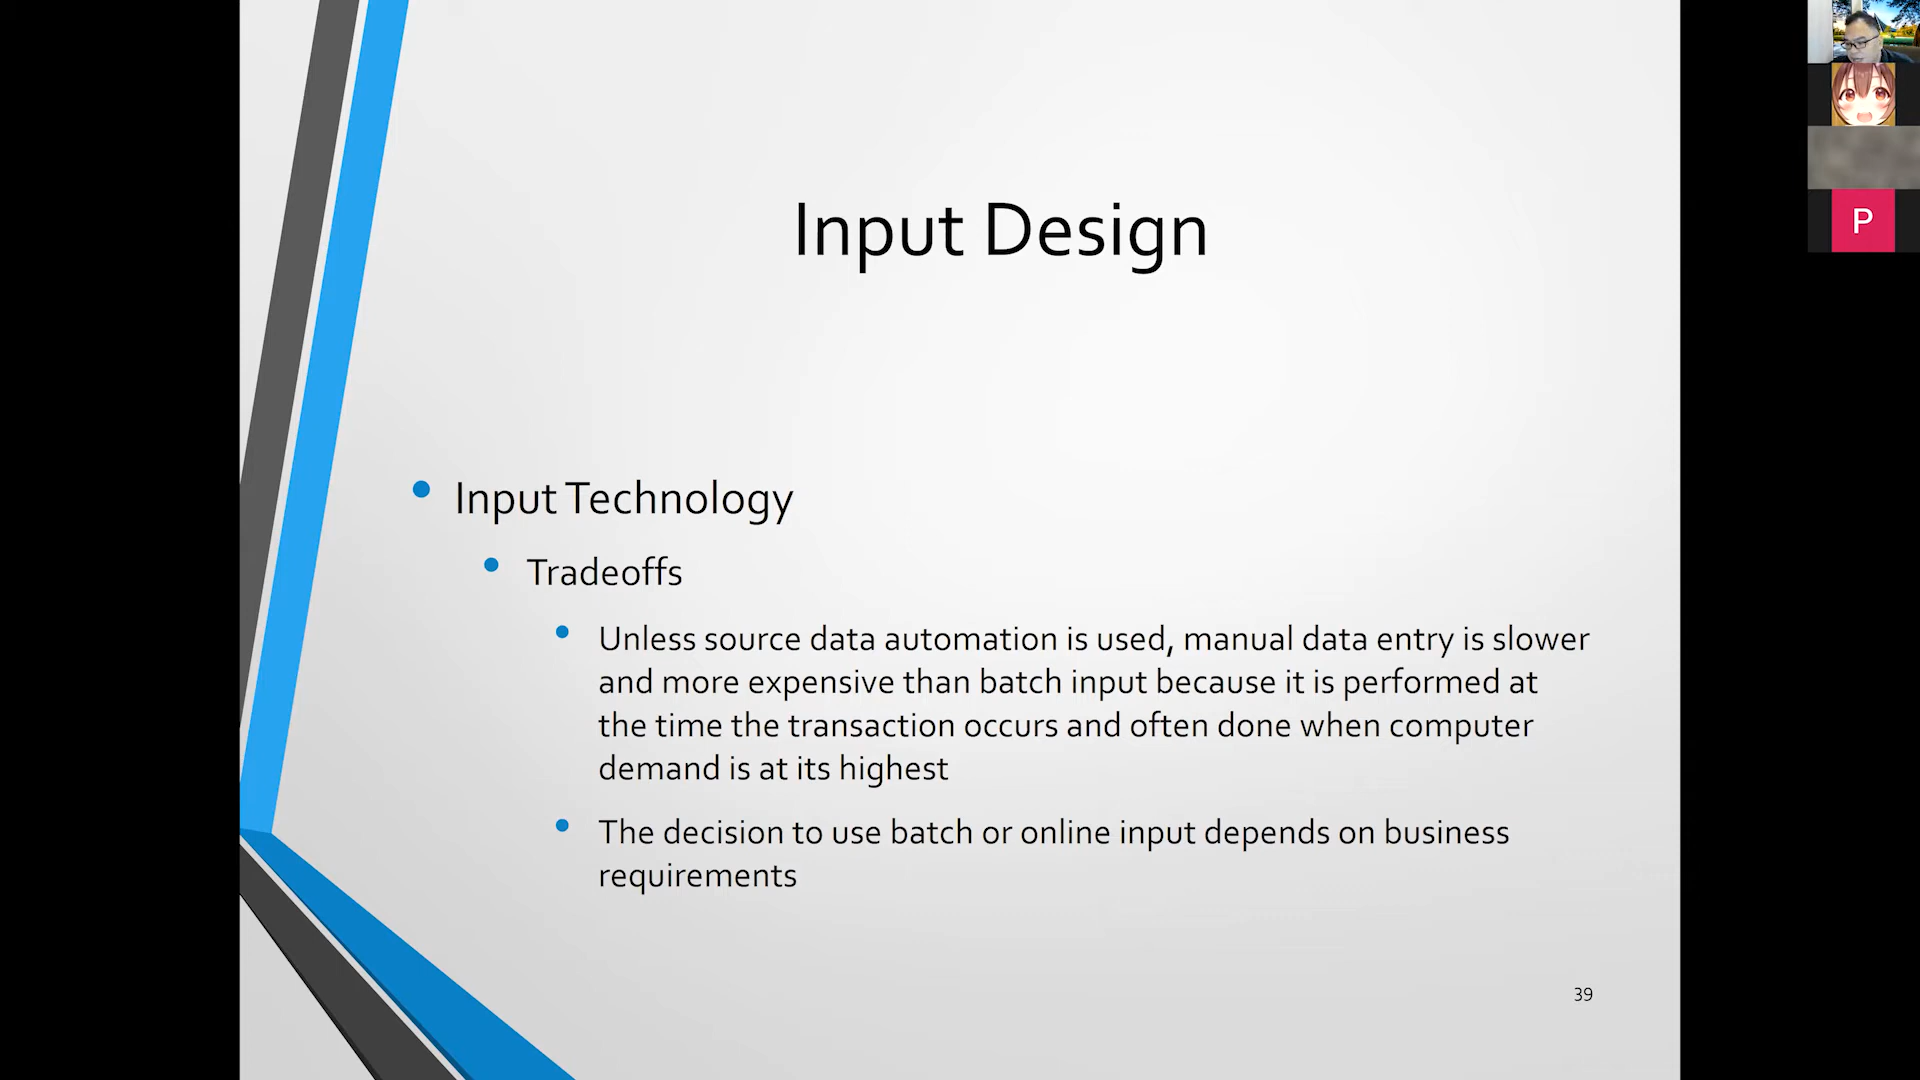 Input Design
Input Technology
Tradeoffs
Unless source data automation is used, manual data entry is slower
and more expensive than batch input because it is performed at
the time the transaction occurs and often done when computer
demand is at its highest
The decision to use batch or online input depends on business
requirements
39
P